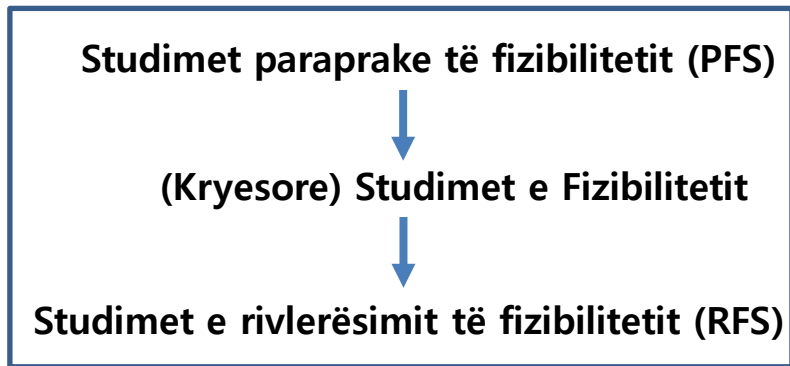 Studimet paraprake të fizibilitetit (PFS)
(Kryesore) Studimet e Fizibilitetit
Studimet e rivlerësimit të fizibilitetit (RFS)